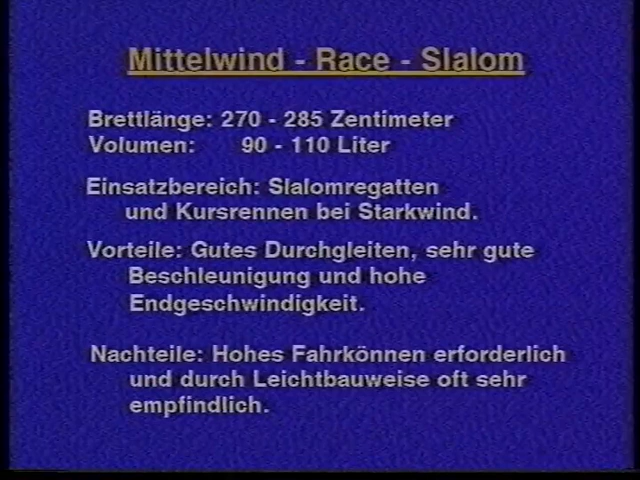 Mittelwind - Race - Slalom
Brettlänge: 270 - 285 Zentimeter
Volumen: 90 - 110 Liter
Einsatzbereich: Slalomregatten
und Kursrennen bei Starkwind.
Vorteile: Gutes Durchgleiten, sehr gute
Beschleunigung und hohe
Endgeschwindigkeit.
Nachteile: Hohes Fahrkönnen erforderlich
und durch Leichtbauweise oft sehr
empfindlich.